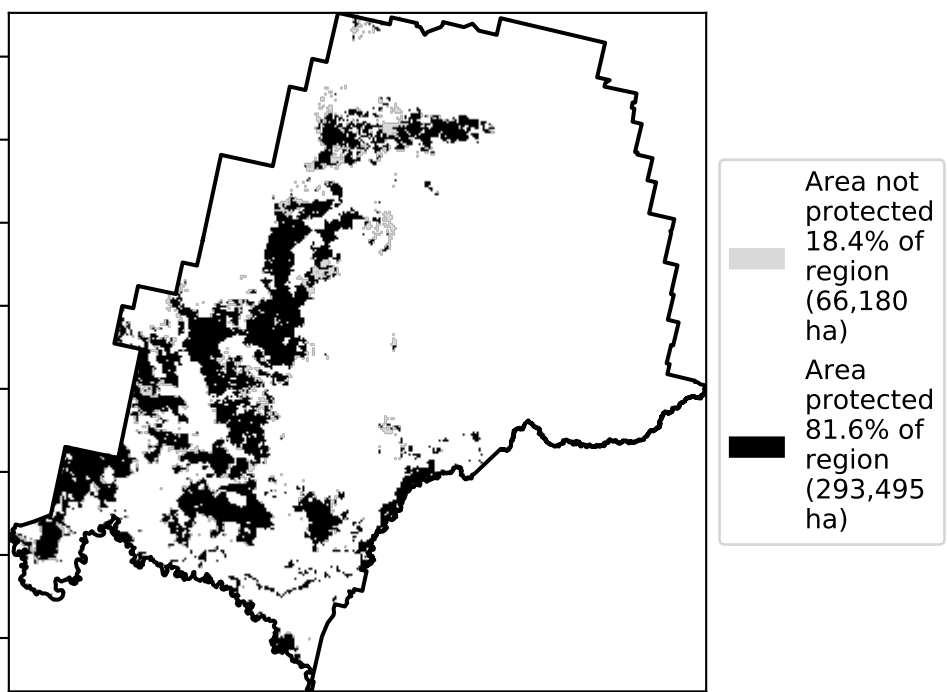 Area not
protected
18.4% of
region
(66,180
ha)
Area
protected
81.6% of
region
(293,495
ha)